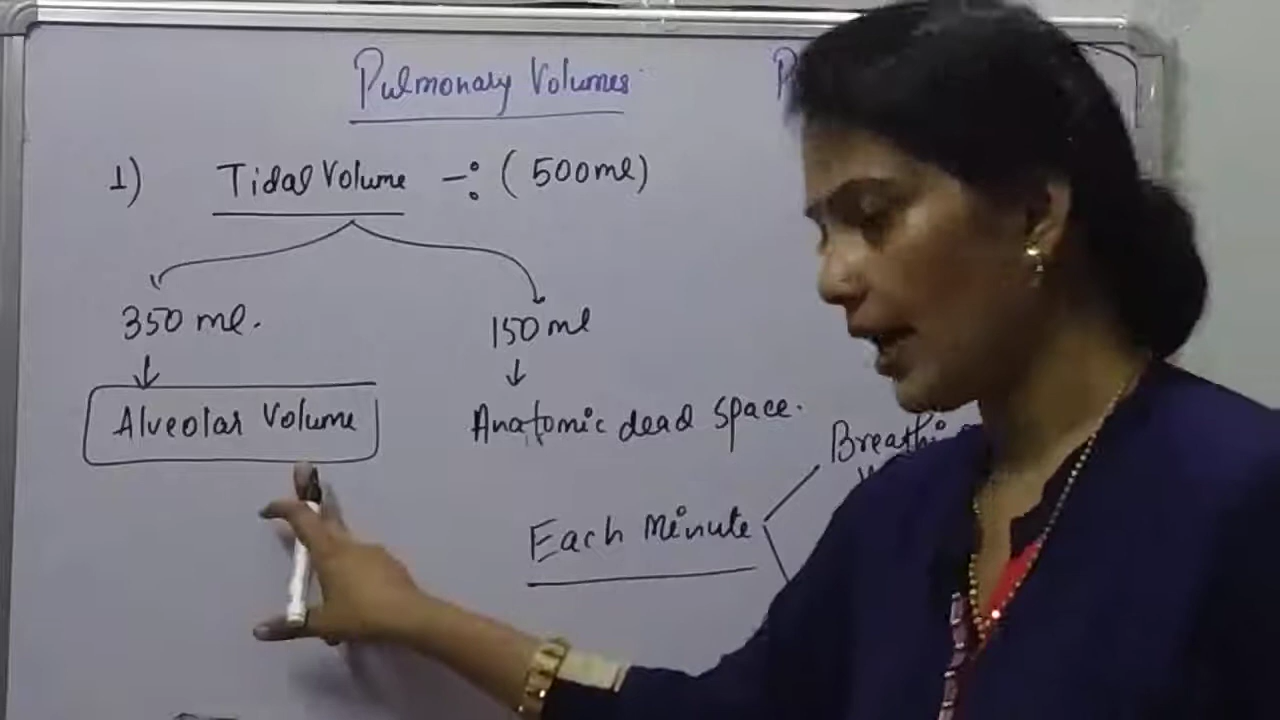 Pulmonary Volumes
1) Tidal Volume -: (500ml)
350 ml.
150 ml
Alveolar Volume
Anatomic dead space.
Each Minute